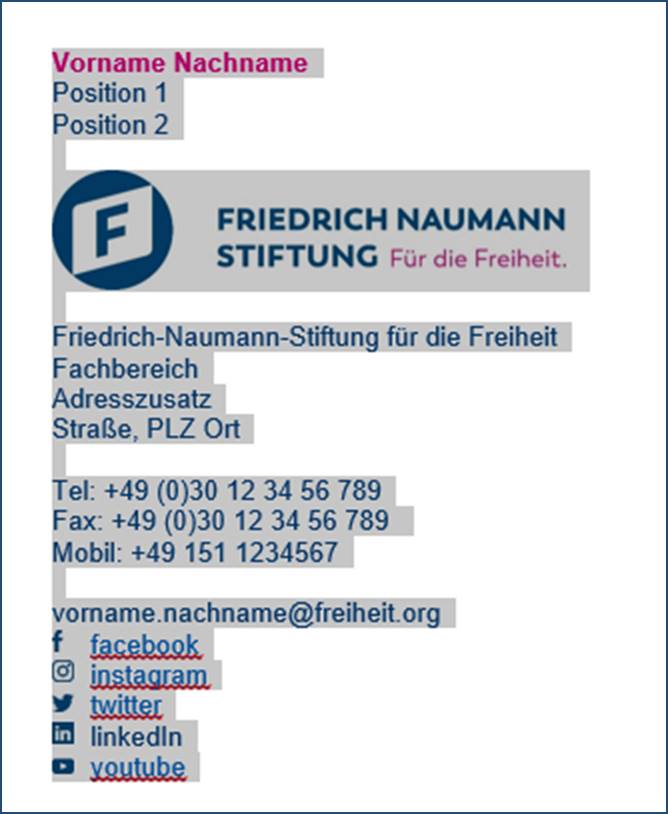 Vorname Nachname
Position 1
Position 2
F
FRIEDRICH NAUMANN
STIFTUNG Für die Freiheit.
Friedrich-Naumann-Stiftung für die Freiheit
Fachbereich
Adresszusatz
Straße, PLZ Ort
Tel: +49 (0)30 12 34 56 789
Fax: +49 (0)30 12 34 56 789
Mobil: +49 151 1234567
vorname.nachname@freiheit.org
facebook
instagram
twitter
linkedIn
youtube